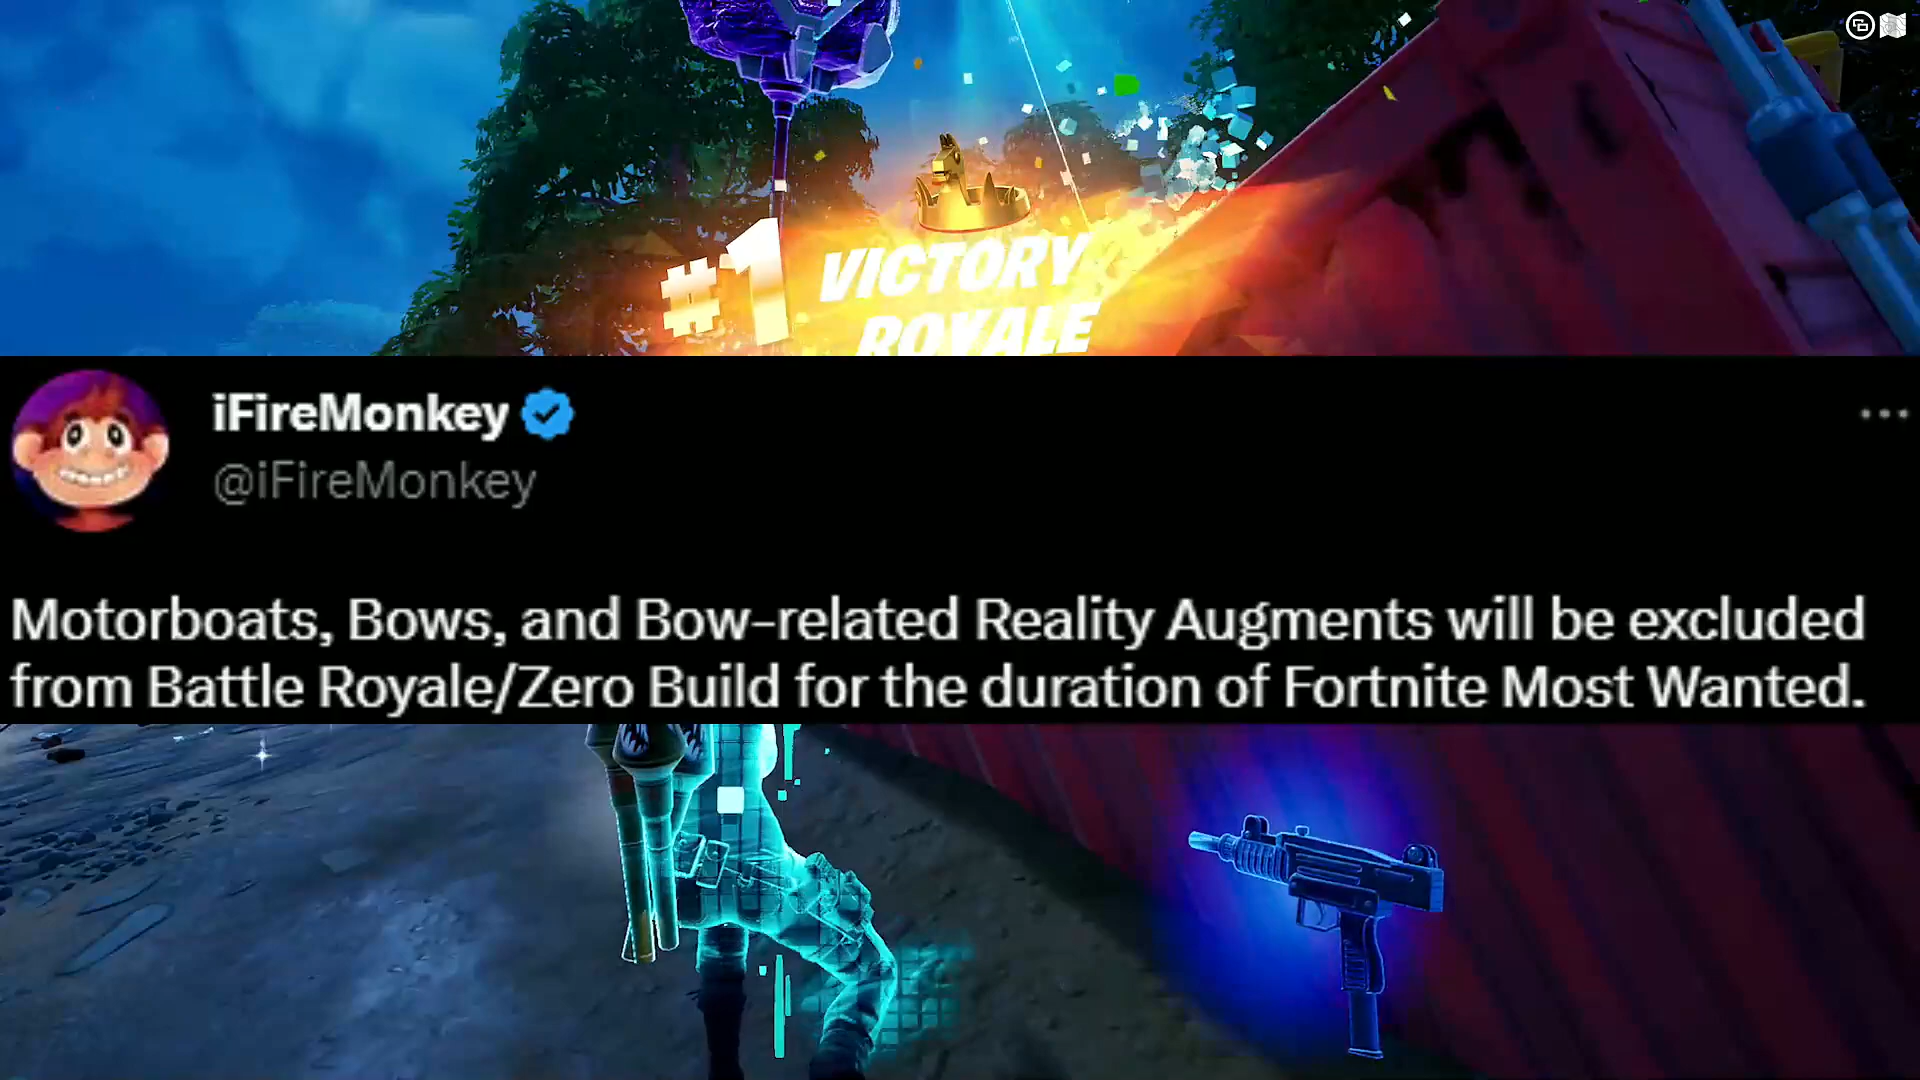 #1 VICTORY
ROYALE
iFireMonkey
@iFireMonkey
Motorboats, Bows, and Bow-related Reality Augments will be excluded
from Battle Royale/Zero Build for the duration of Fortnite Most Wanted.